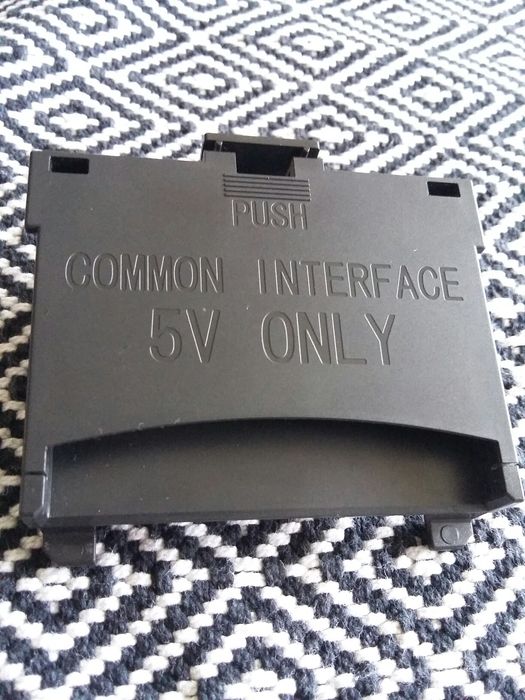 PUSH
COMMON INTERFACE
5V ONLY